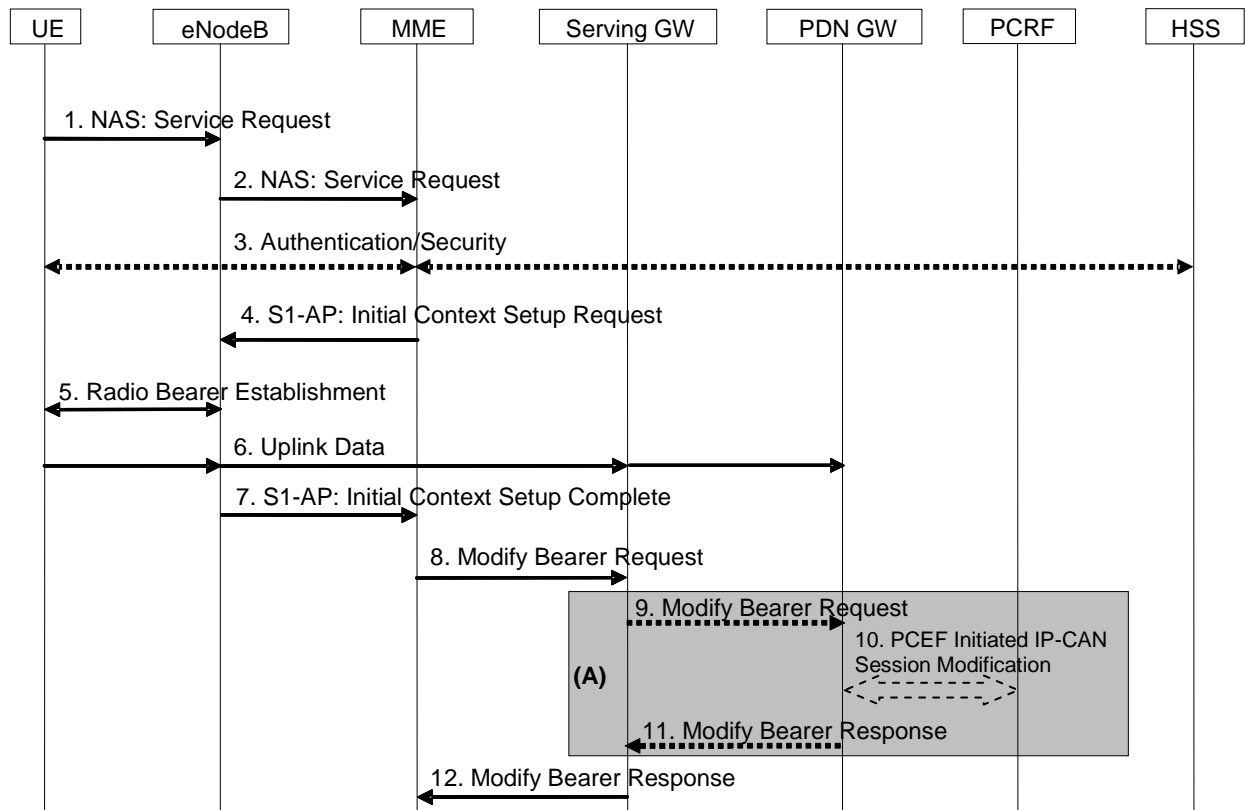 UE eNodeB MME Serving GW PDN GW PCRF HSS
1. NAS: Service Request
2. NAS: Service Request
3. Authentication/Security
4. S1-AP: Initial Context Setup Request
5. Radio Bearer Establishment
6. Uplink Data
7. S1-AP: Initial Context Setup Complete
8. Modify Bearer Request
9. Modify Bearer Request
10. PCEF Initiated IP-CAN
Session Modification
(A)
11. Modify Bearer Response
12. Modify Bearer Response